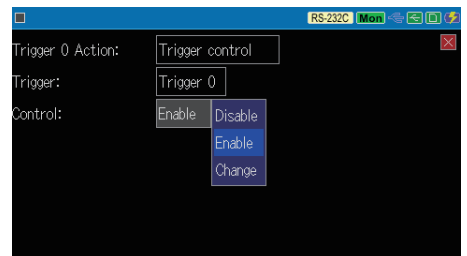 RS-232C Mon
Trigger 0 Action: Trigger control
Trigger: Trigger 0
Control: Enable Disable
Enable
Change